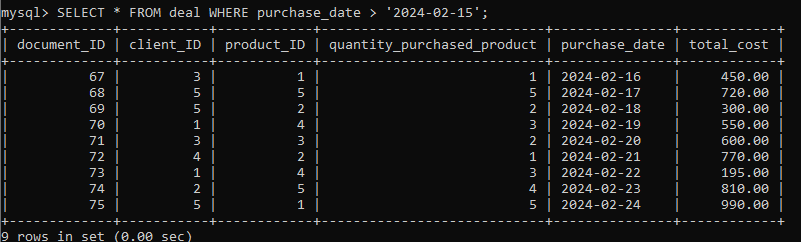 mysql> SELECT * FROM deal WHERE purchase_date > '2024-02-15';
+-------------+-----------+------------+----------------------------+---------------+------------+
| document_ID | client_ID | product_ID | quantity_purchased_product | purchase_date | total_cost |
+-------------+-----------+------------+----------------------------+---------------+------------+
|          67 |         3 |          1 |                          1 | 2024-02-16    |     450.00 |
|          68 |         5 |          5 |                          5 | 2024-02-17    |     720.00 |
|          69 |         5 |          2 |                          2 | 2024-02-18    |     300.00 |
|          70 |         1 |          4 |                          3 | 2024-02-19    |     550.00 |
|          71 |         3 |          3 |                          2 | 2024-02-20    |     600.00 |
|          72 |         4 |          2 |                          1 | 2024-02-21    |     770.00 |
|          73 |         1 |          4 |                          3 | 2024-02-22    |     195.00 |
|          74 |         2 |          5 |                          4 | 2024-02-23    |     810.00 |
|          75 |         5 |          1 |                          5 | 2024-02-24    |     990.00 |
+-------------+-----------+------------+----------------------------+---------------+------------+
9 rows in set (0.00 sec)